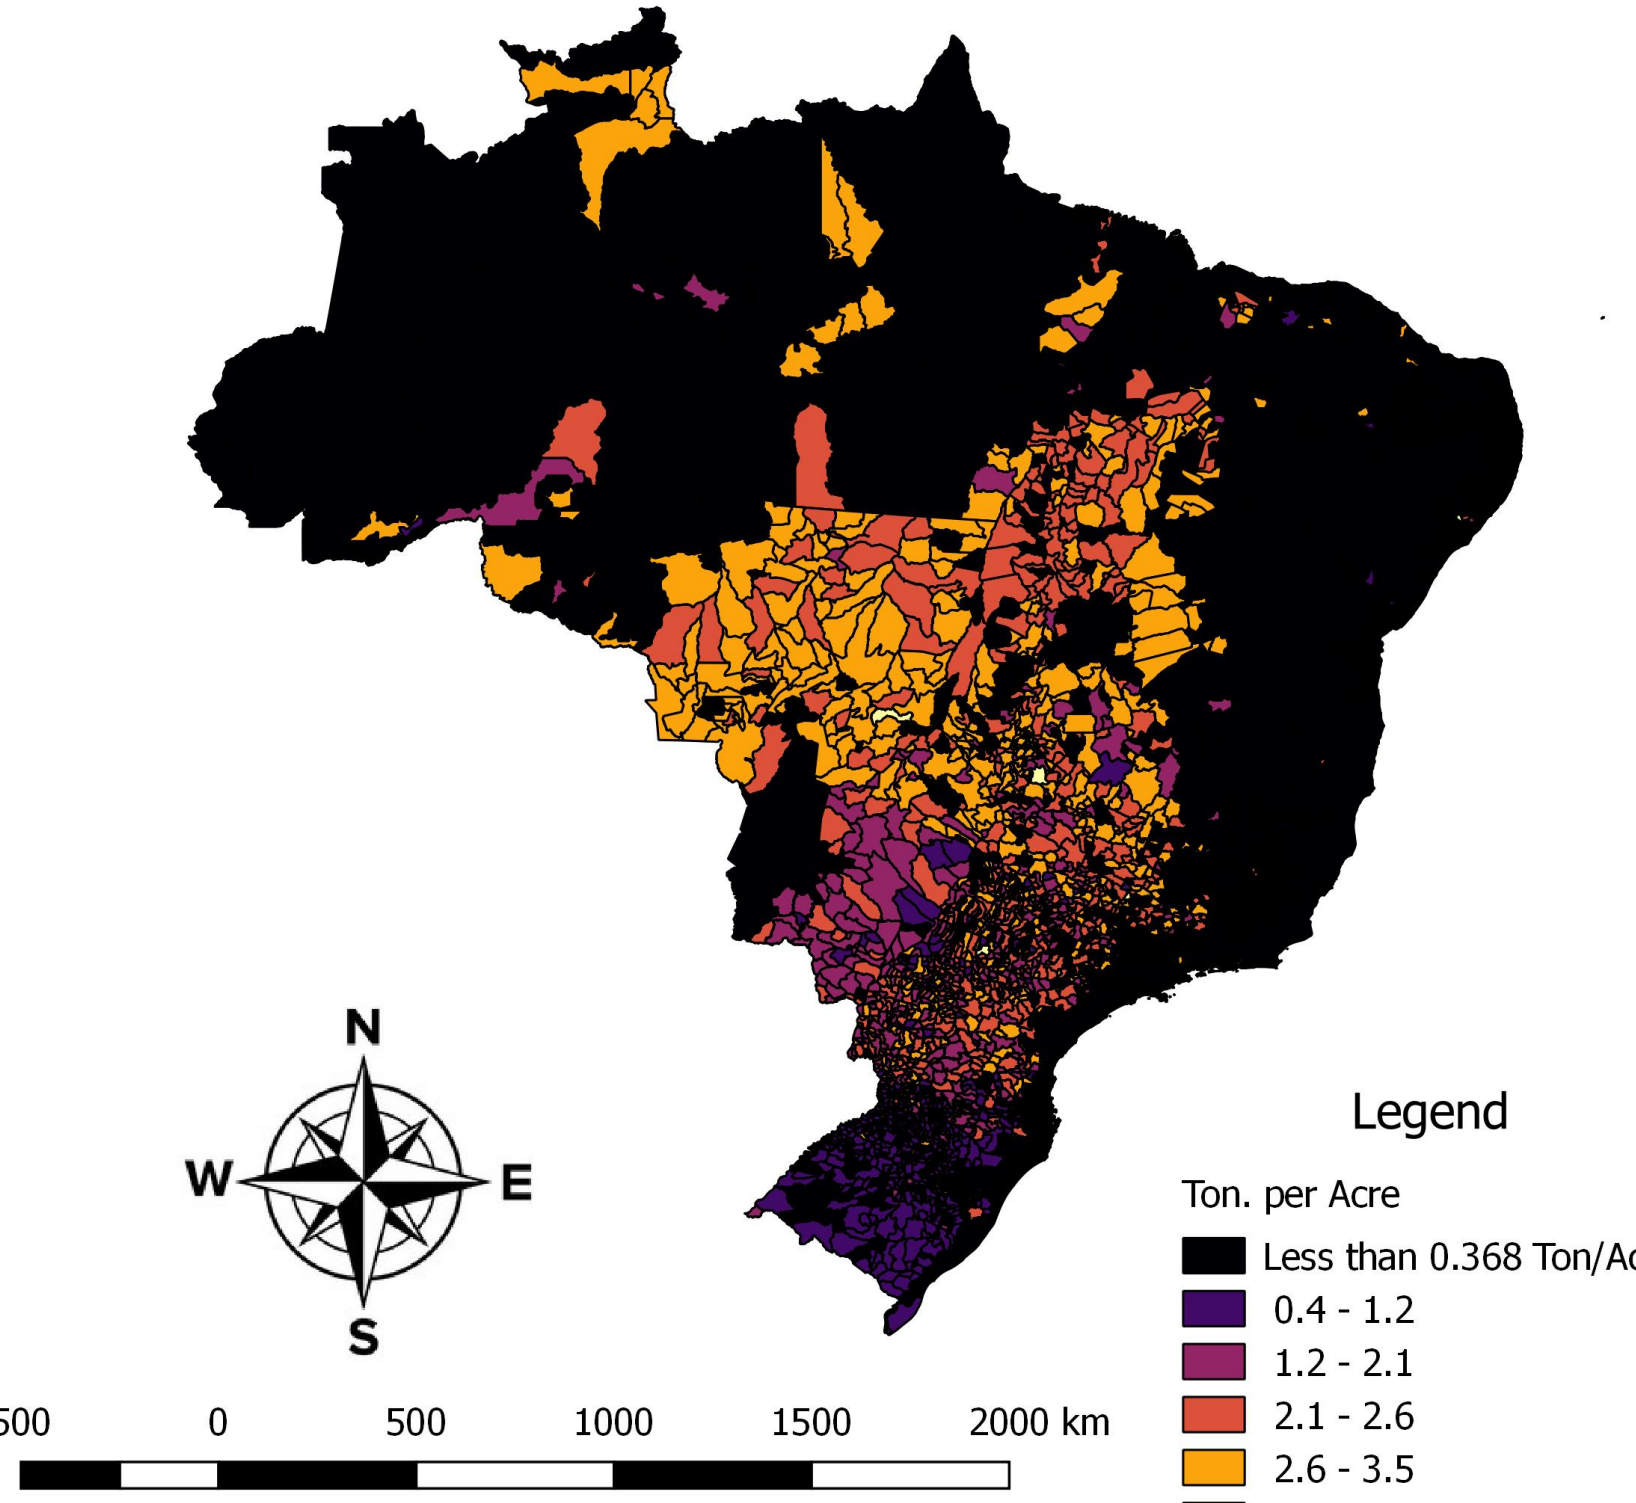 N
W E
S
Legend
Ton. per Acre
Less than 0.368 Ton/Ac
0.4 - 1.2
1.2 - 2.1
2.1 - 2.6
2.6 - 3.5
500 0 500 1000 1500 2000 km